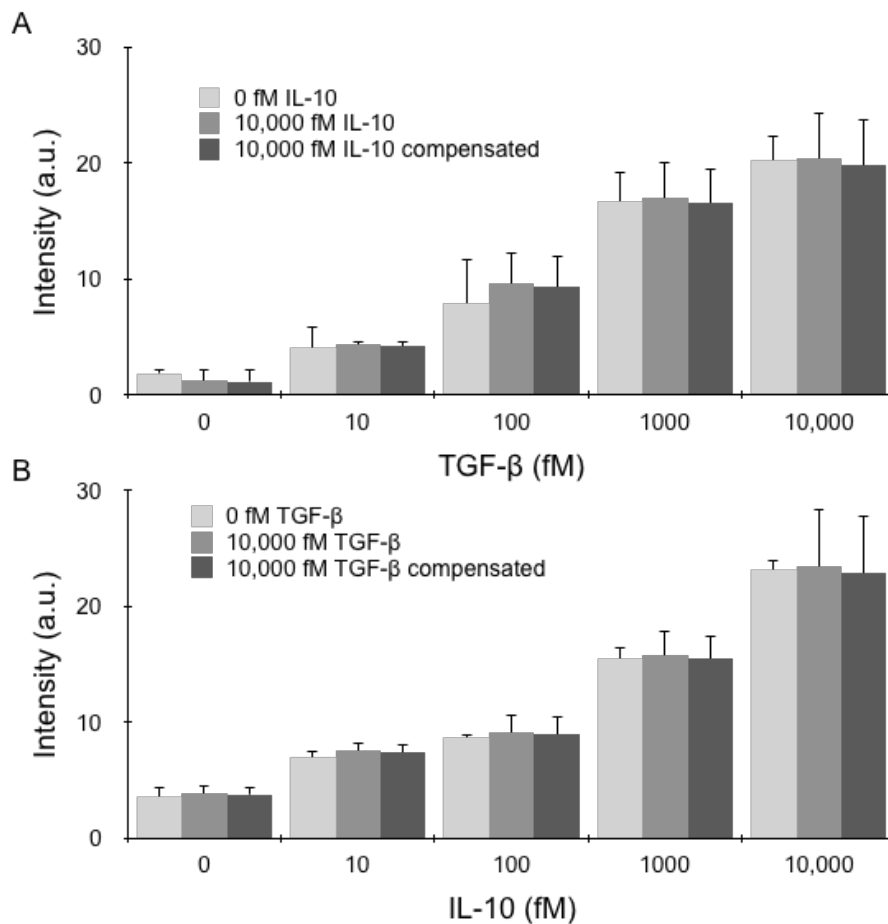 A
30
20
10
0
Intensity (a.u.)
0 fM IL-10
10,000 fM IL-10
10,000 fM IL-10 compensated
0 10 100 1000 10,000
TGF-β (fM)
B
30
20
10
0
Intensity (a.u.)
0 fM TGF-β
10,000 fM TGF-β
10,000 fM TGF-β compensated
0 10 100 1000 10,000
IL-10 (fM)